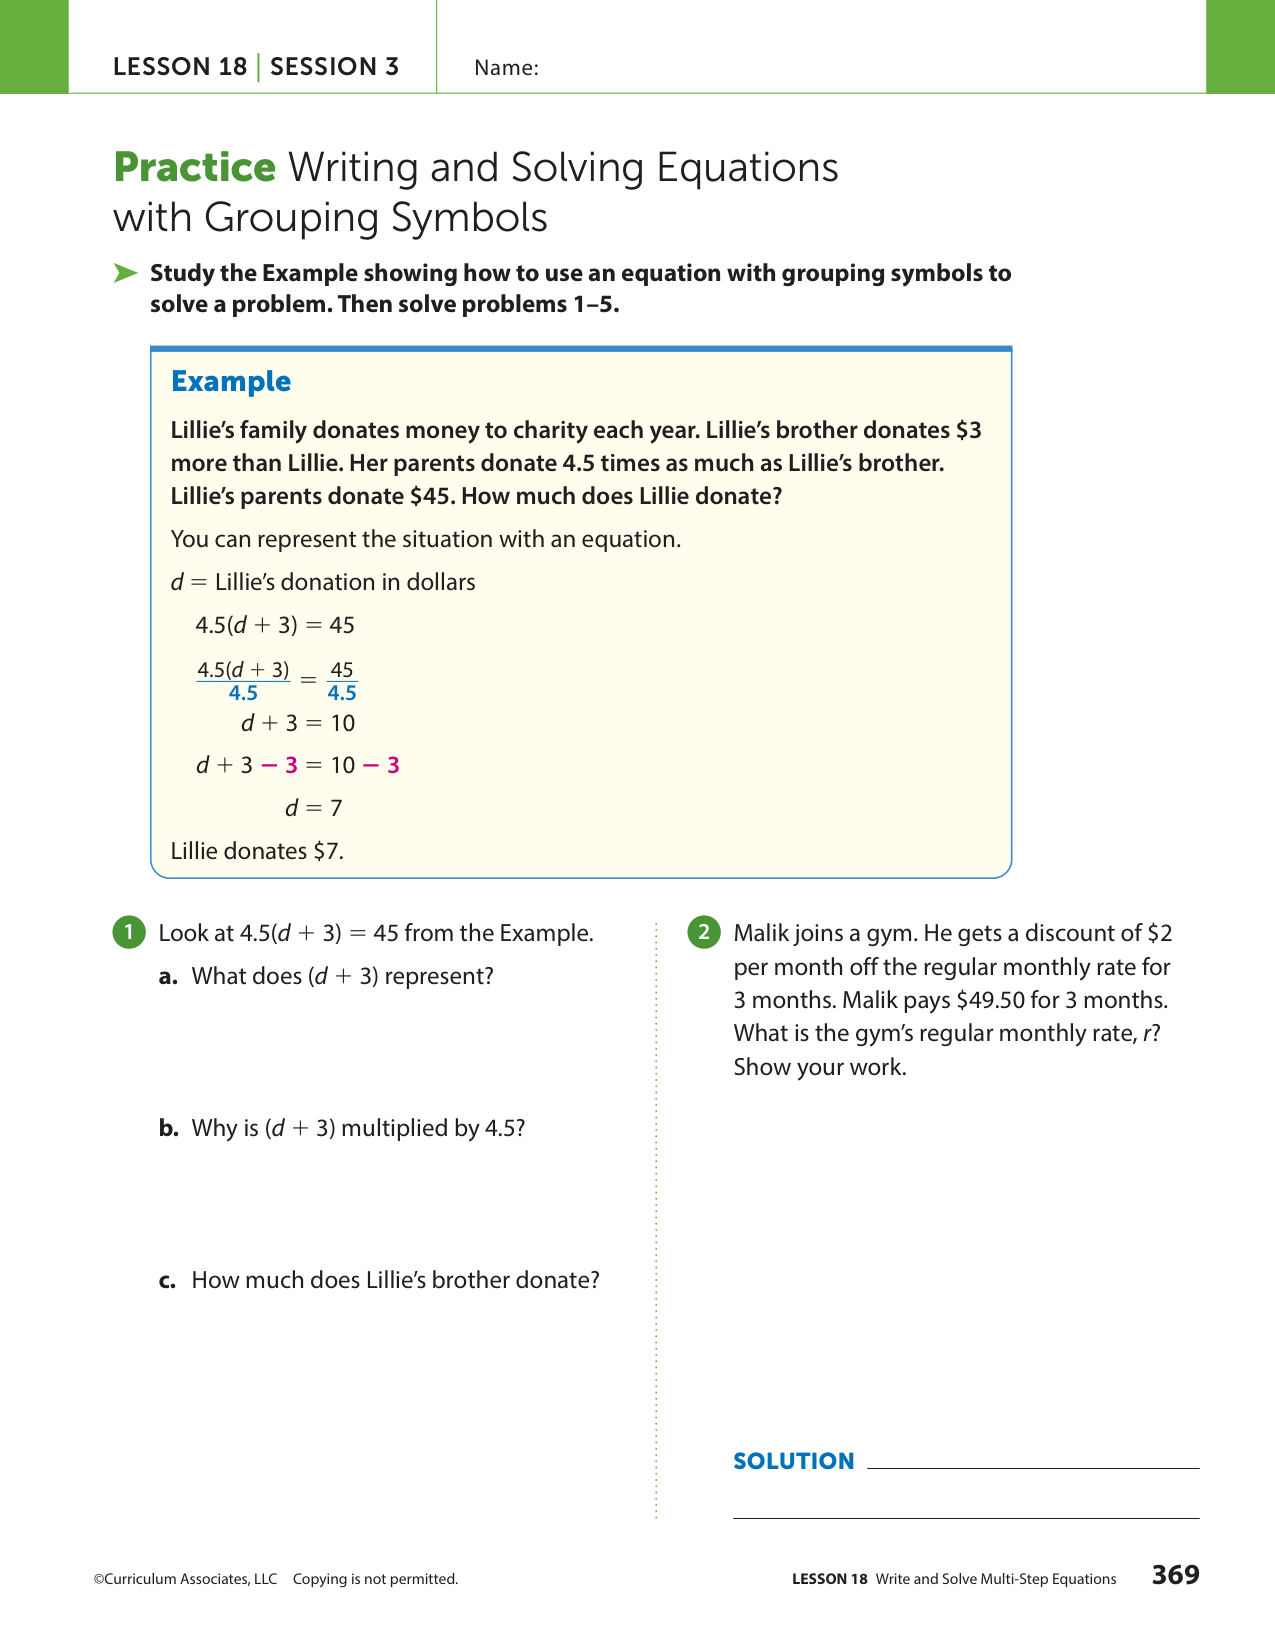 LESSON 18 | SESSION 3
Name:
Practice Writing and Solving Equations
with Grouping Symbols
➤ Study the Example showing how to use an equation with grouping symbols to
solve a problem. Then solve problems 1–5.
Example
Lillie’s family donates money to charity each year. Lillie’s brother donates $3
more than Lillie. Her parents donate 4.5 times as much as Lillie’s brother.
Lillie’s parents donate $45. How much does Lillie donate?
You can represent the situation with an equation.
d = Lillie’s donation in dollars
4.5(d + 3) = 45
4.5(d + 3)/4.5 = 45/4.5
d + 3 = 10
d + 3 − 3 = 10 − 3
d = 7
Lillie donates $7.
1 Look at 4.5(d + 3) = 45 from the Example.
a. What does (d + 3) represent?
b. Why is (d + 3) multiplied by 4.5?
c. How much does Lillie’s brother donate?
2 Malik joins a gym. He gets a discount of $2
per month off the regular monthly rate for
3 months. Malik pays $49.50 for 3 months.
What is the gym’s regular monthly rate, r?
Show your work.
SOLUTION
©Curriculum Associates, LLC Copying is not permitted.
LESSON 18 Write and Solve Multi-Step Equations 369